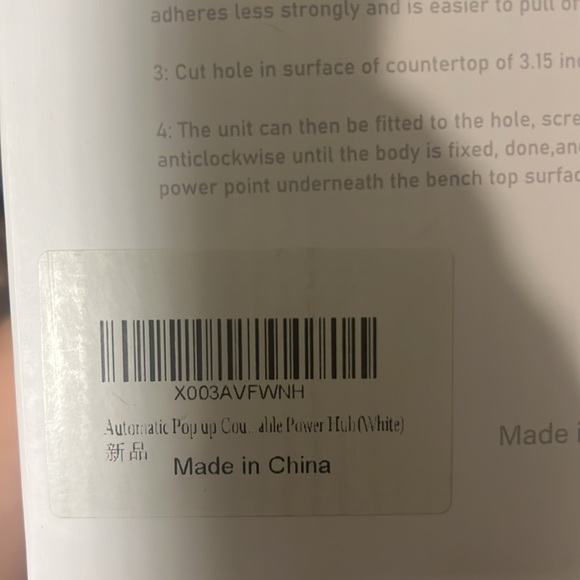 adheres less strongly and is easier to pull
3: Cut hole in surface of countertop of 3.15
4: The unit can then be fitted to the hole,
anticlockwise until the body is fixed, done,
power point underneath the bench top
X003AVFWNH
Automatic Pop up Cou...able Power Hub(White)
新品
Made in China
Made